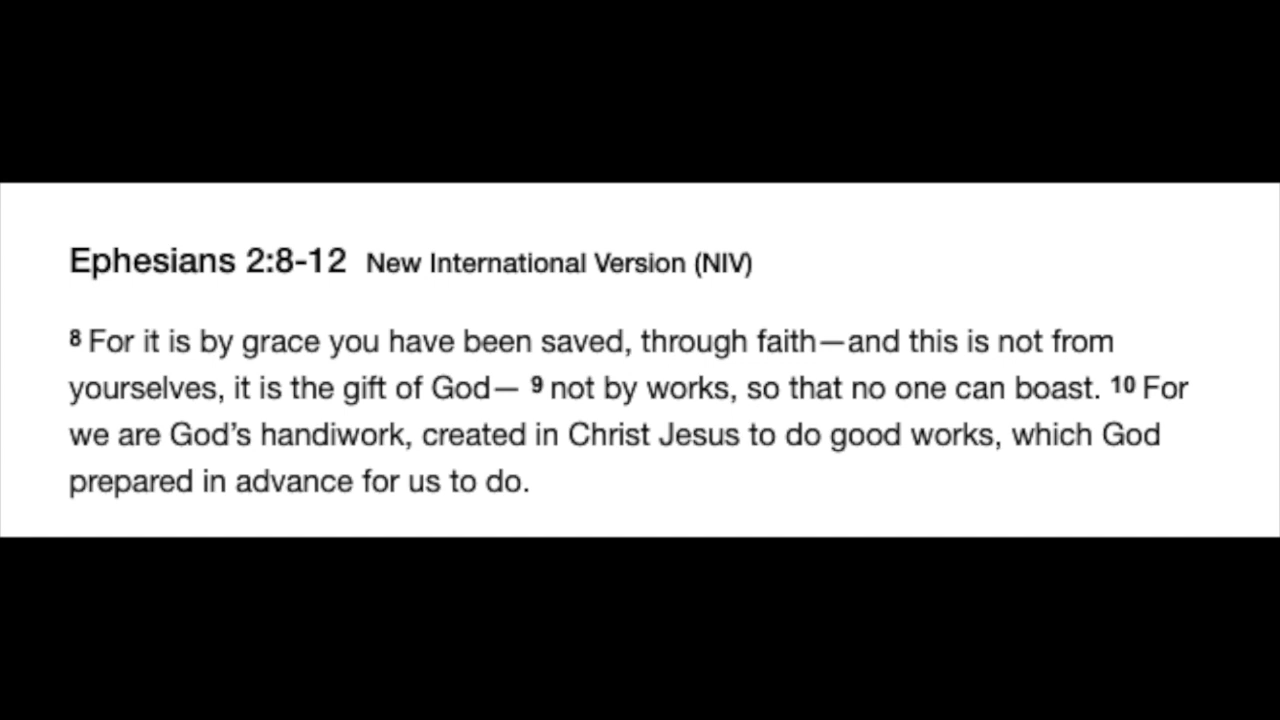 Ephesians 2:8-12 New International Version (NIV)
8 For it is by grace you have been saved, through faith—and this is not from
yourselves, it is the gift of God— 9 not by works, so that no one can boast. 10 For
we are God’s handiwork, created in Christ Jesus to do good works, which God
prepared in advance for us to do.